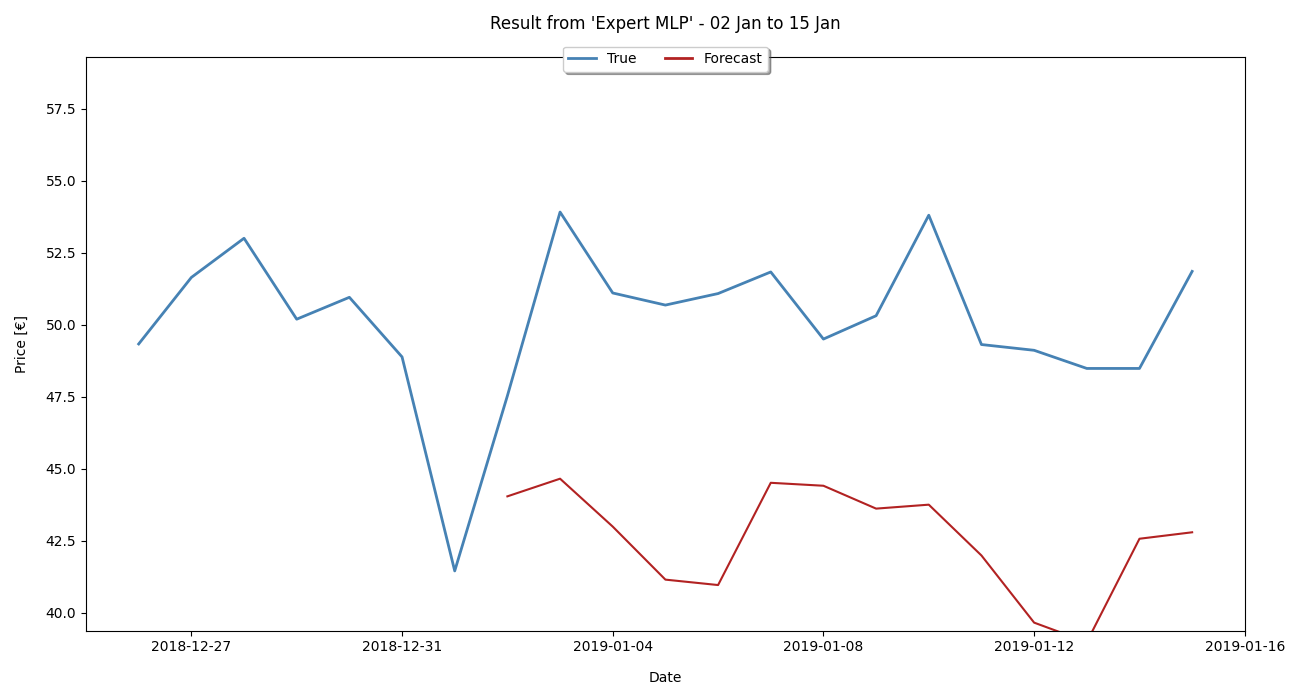 Result from 'Expert MLP' - 02 Jan to 15 Jan
True Forecast
57.5
55.0
52.5
50.0
47.5
45.0
42.5
40.0
Price [€]
2018-12-27 2018-12-31 2019-01-04 2019-01-08 2019-01-12 2019-01-16
Date